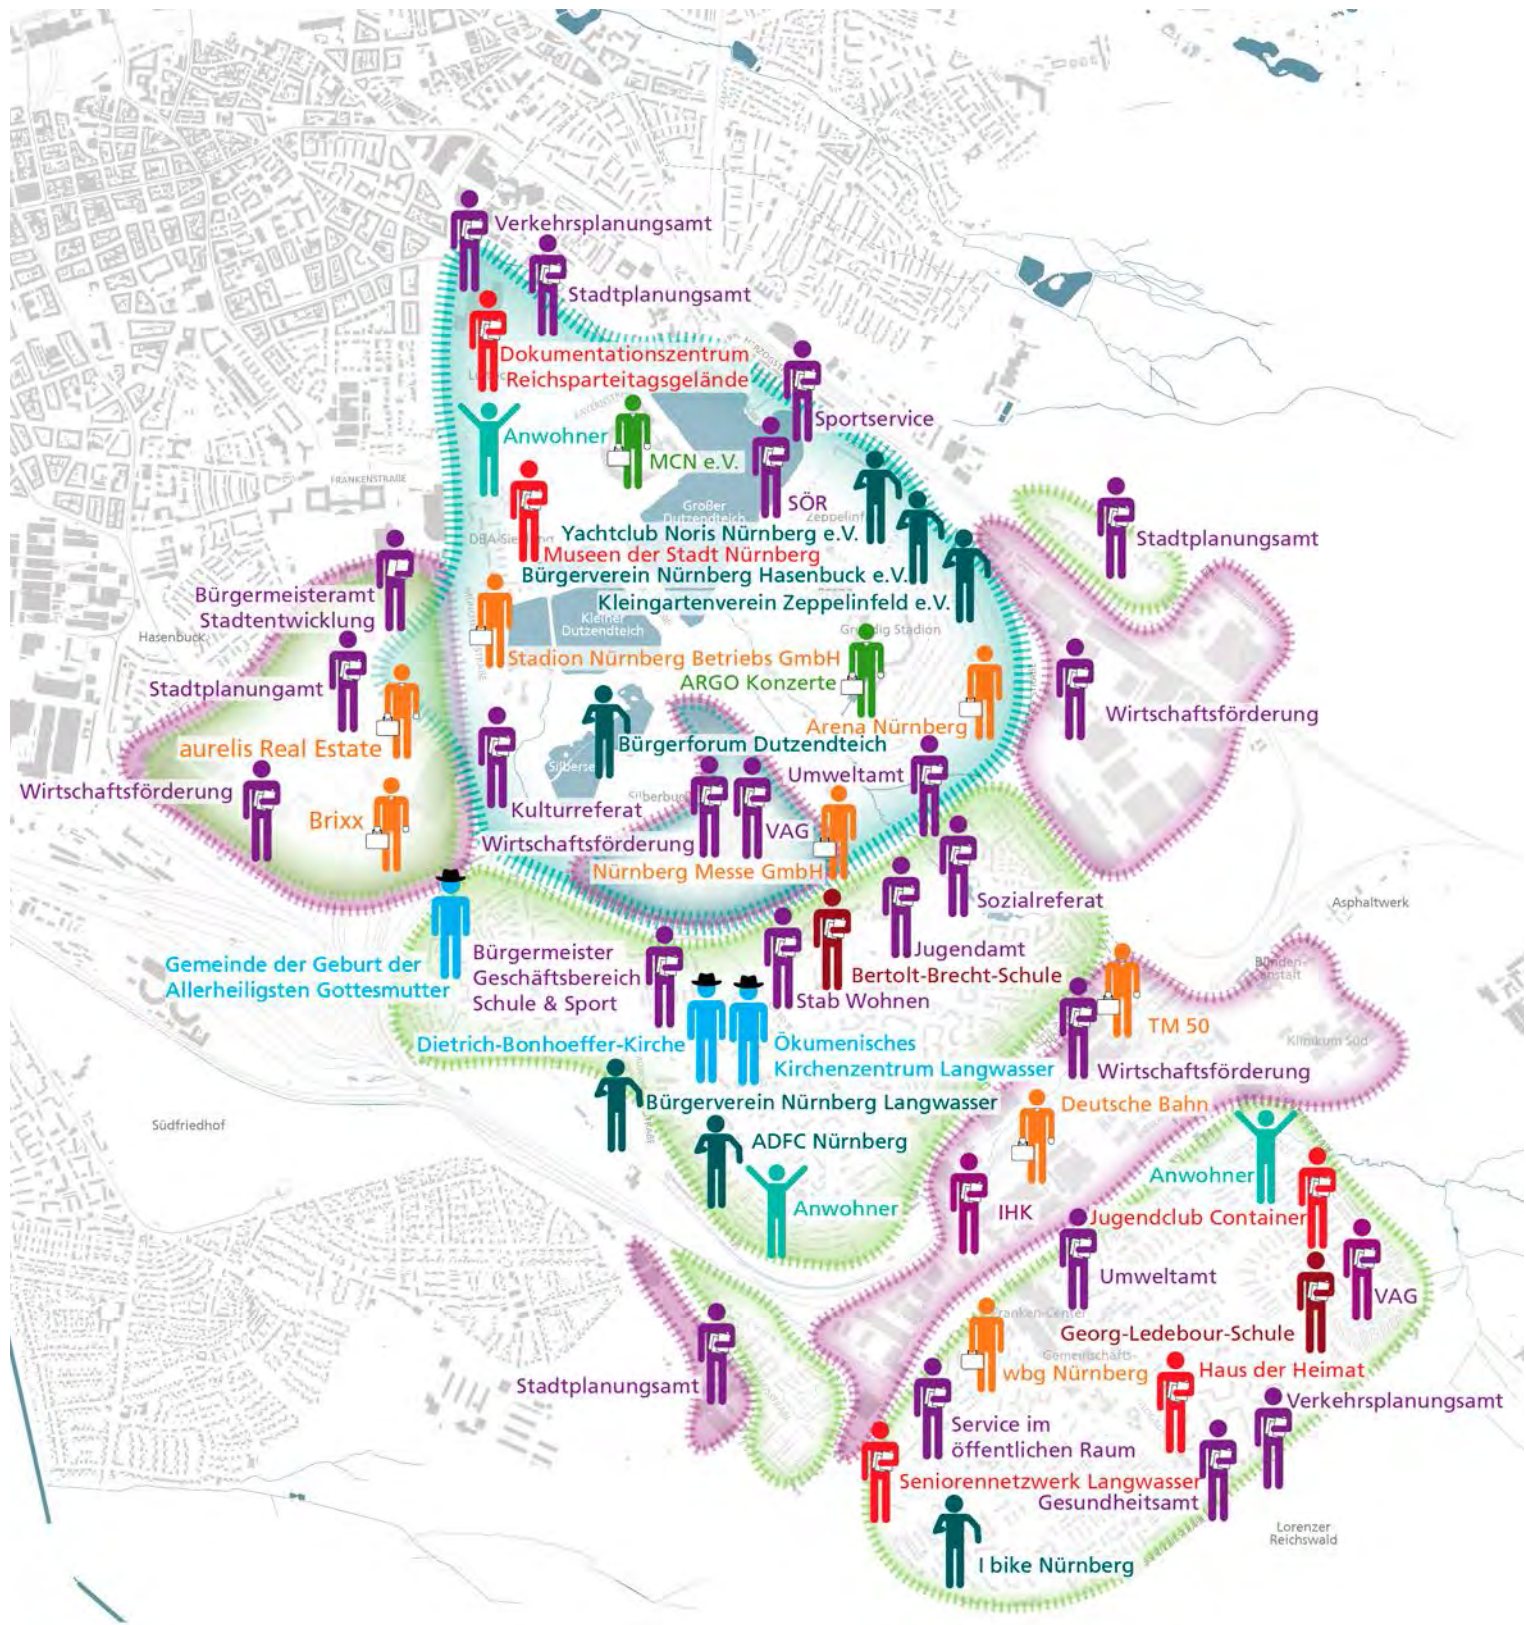 Verkehrsplanungsamt
Stadtplanungsamt
Dokumentationszentrum
Reichsparteitagsgelände
Sportservice
Anwohner
MCN e.V.
FRANKENSTRAßE
SÖR
Großer
Dutzendteich
Yachtclub Noris Nürnberg e.V.
Museen der Stadt Nürnberg
Stadtplanungsamt
Bürgerverein Nürnberg Hasenbuck e.V.
Bürgermeisteramt
Stadtentwicklung
Kleingartenverein Zeppelinfeld e.V.
Kleiner
Dutzendteich
Hasenbuck
Stadion Nürnberg Betriebs GmbH
ARGO Konzerte
Stadtplanungamt
Arena Nürnberg
Wirtschaftsförderung
aurelis Real Estate
Bürgerforum Dutzendteich
Umweltamt
Wirtschaftsförderung
Kulturreferat
Brixx
VAG
Wirtschaftsförderung
Nürnberg Messe GmbH
Sozialreferat
Asphaltwerk
Jugendamt
Bürgermeister
Geschäftsbereich
Schule & Sport
Gemeinde der Geburt der
Allerheiligsten Gottesmutter
Bertolt-Brecht-Schule
Stab Wohnen
TM 50
Klinikum Süd
Dietrich-Bonhoeffer-Kirche
Ökumenisches
Kirchenzentrum Langwasser
Wirtschaftsförderung
Bürgerverein Nürnberg Langwasser
Deutsche Bahn
Südfriedhof
ADFC Nürnberg
Anwohner
Anwohner
IHK
Jugendclub Container
Umweltamt
VAG
Georg-Ledebour-Schule
Haus der Heimat
wbg Nürnberg
Stadtplanungsamt
Verkehrsplanungsamt
Service im
öffentlichen Raum
Seniorennetzwerk Langwasser
Gesundheitsamt
Lorenzer
Reichswald
I bike Nürnberg